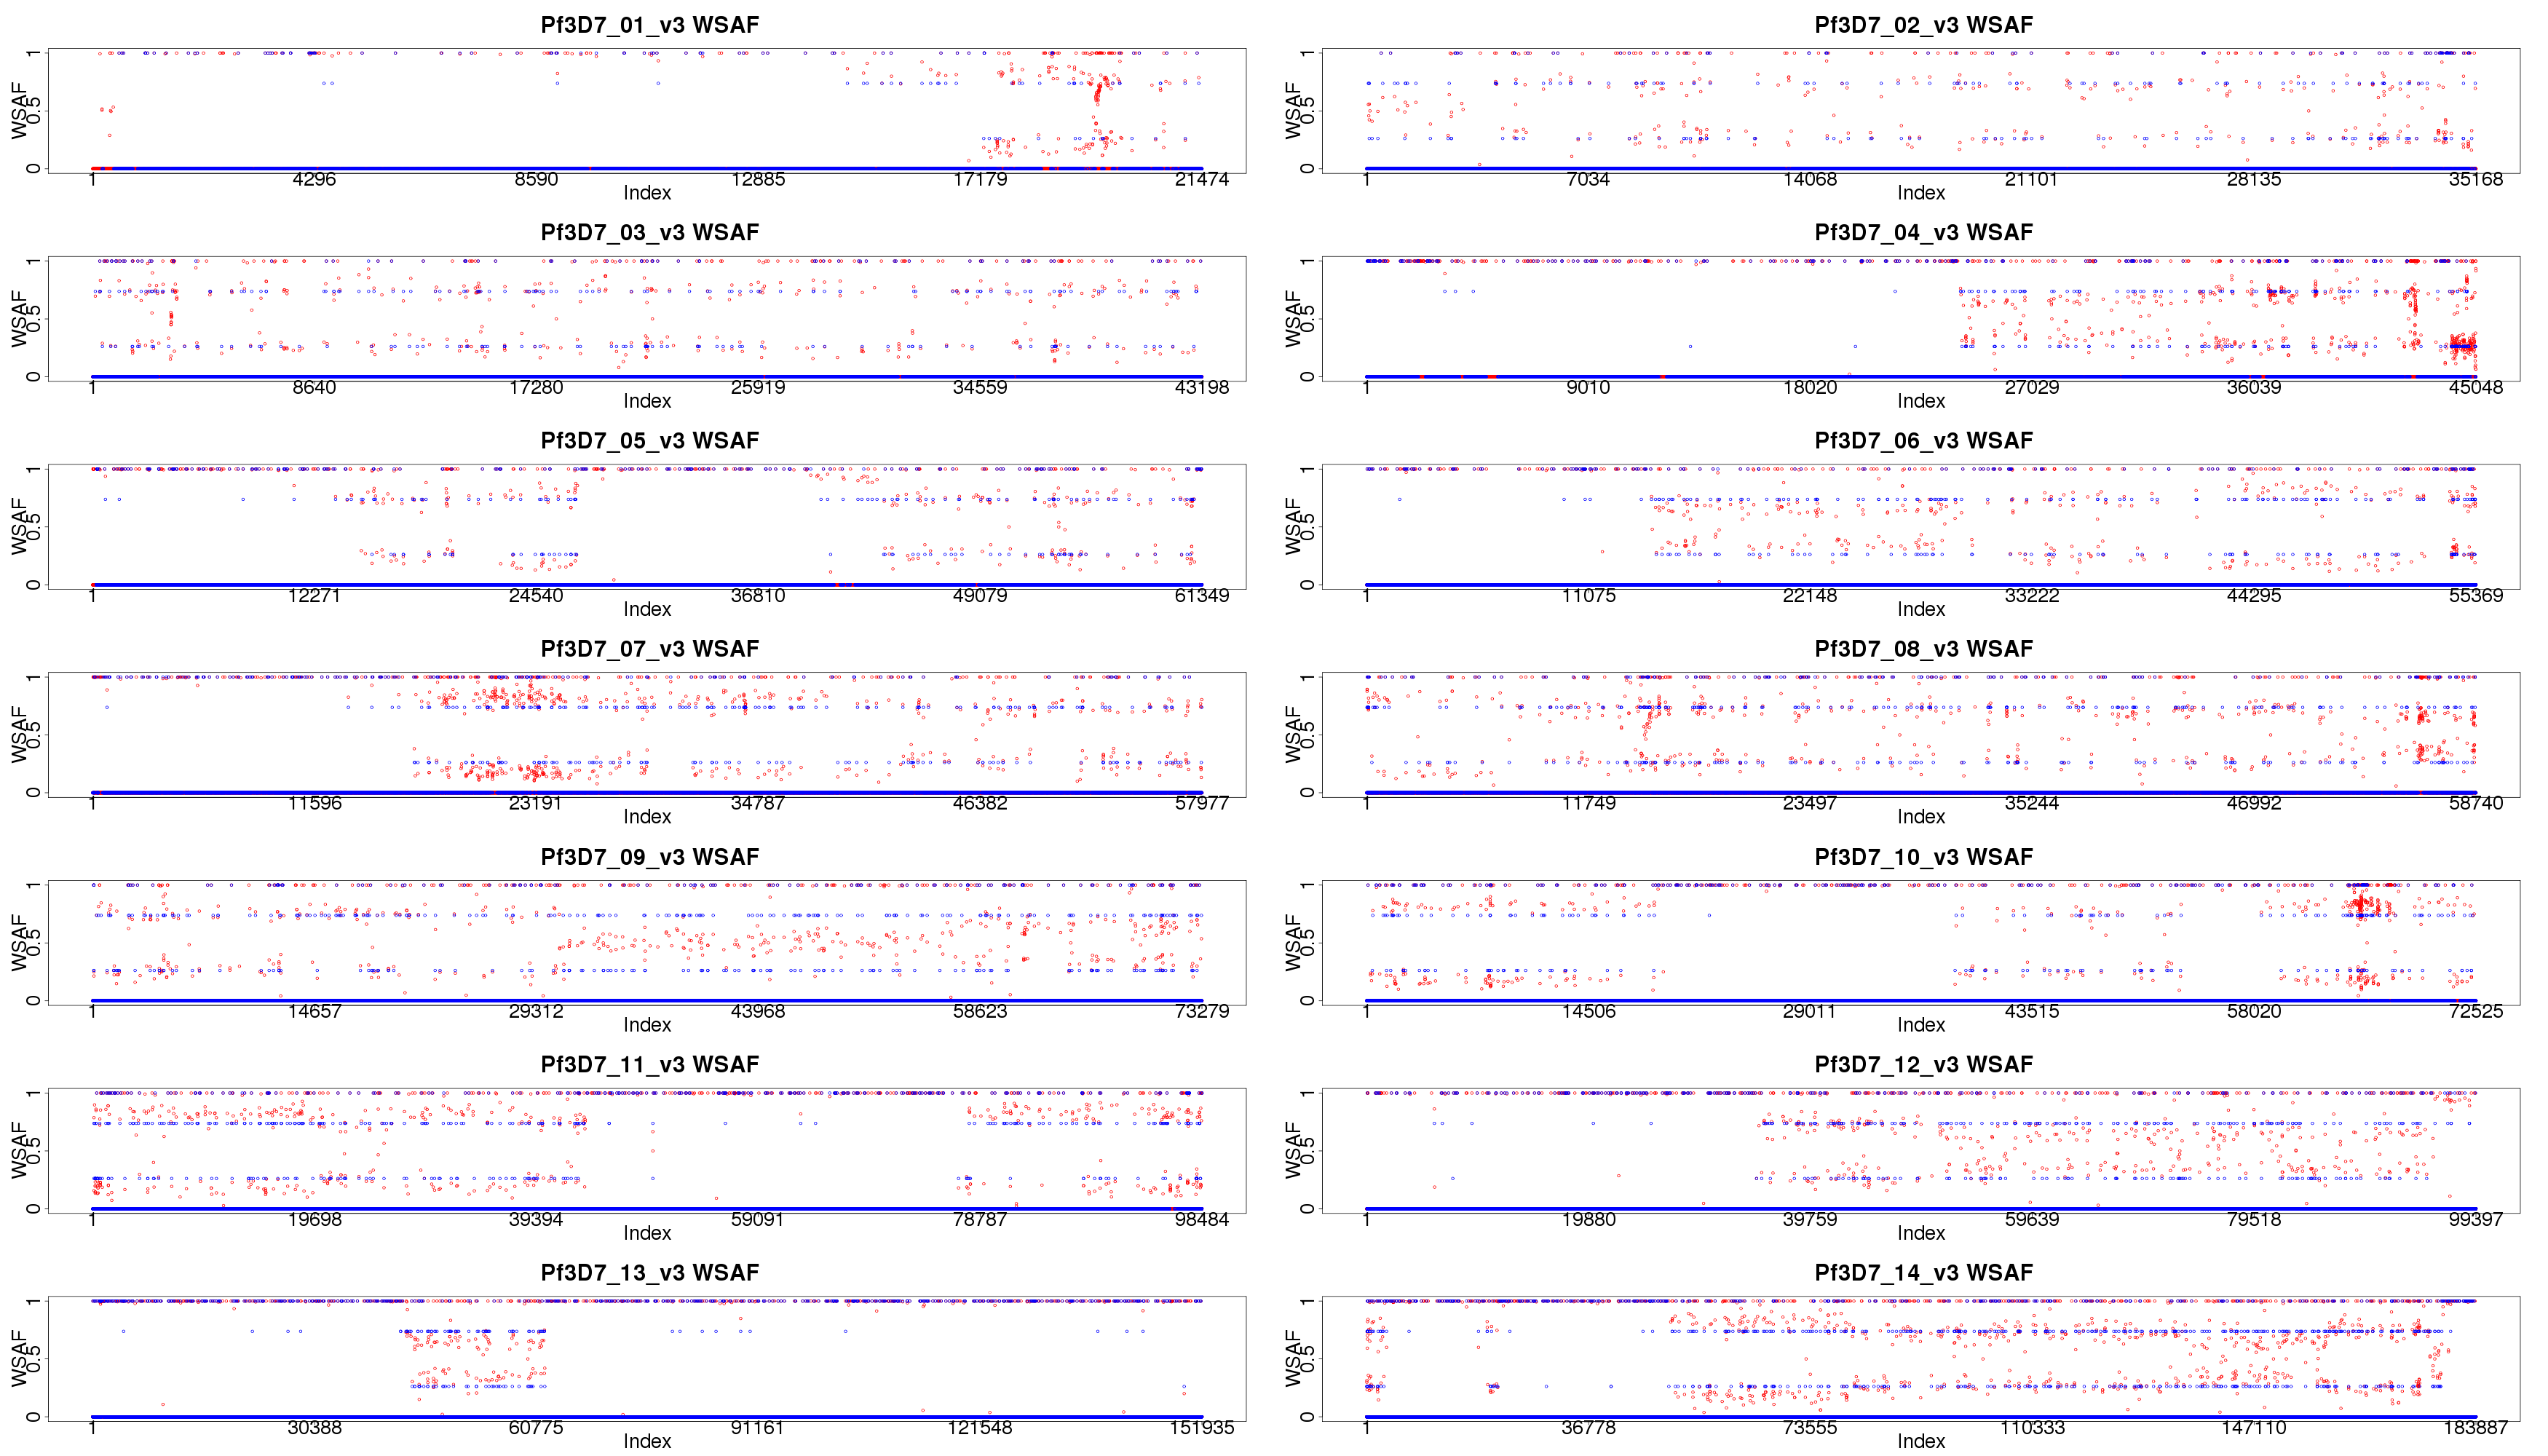 Pf3D7_01_v3 WSAF
WSAF
0 0.5 1
1 4296 8590 12885 17179 21474
Index
Pf3D7_02_v3 WSAF
WSAF
0 0.5 1
1 7034 14068 21101 28135 35168
Index
Pf3D7_03_v3 WSAF
WSAF
0 0.5 1
1 8640 17280 25919 34559 43198
Index
Pf3D7_04_v3 WSAF
WSAF
0 0.5 1
1 9010 18020 27029 36039 45048
Index
Pf3D7_05_v3 WSAF
WSAF
0 0.5 1
1 12271 24540 36810 49079 61349
Index
Pf3D7_06_v3 WSAF
WSAF
0 0.5 1
1 11075 22148 33222 44295 55369
Index
Pf3D7_07_v3 WSAF
WSAF
0 0.5 1
1 11596 23191 34787 46382 57977
Index
Pf3D7_08_v3 WSAF
WSAF
0 0.5 1
1 11749 23497 35244 46992 58740
Index
Pf3D7_09_v3 WSAF
WSAF
0 0.5 1
1 14657 29312 43968 58623 73279
Index
Pf3D7_10_v3 WSAF
WSAF
0 0.5 1
1 14506 29011 43515 58020 72525
Index
Pf3D7_11_v3 WSAF
WSAF
0 0.5 1
1 19698 39394 59091 78787 98484
Index
Pf3D7_12_v3 WSAF
WSAF
0 0.5 1
1 19880 39759 59639 79518 99397
Index
Pf3D7_13_v3 WSAF
WSAF
0 0.5 1
1 30388 60775 91161 121548 151935
Index
Pf3D7_14_v3 WSAF
WSAF
0 0.5 1
1 36778 73555 110333 147110 183887
Index